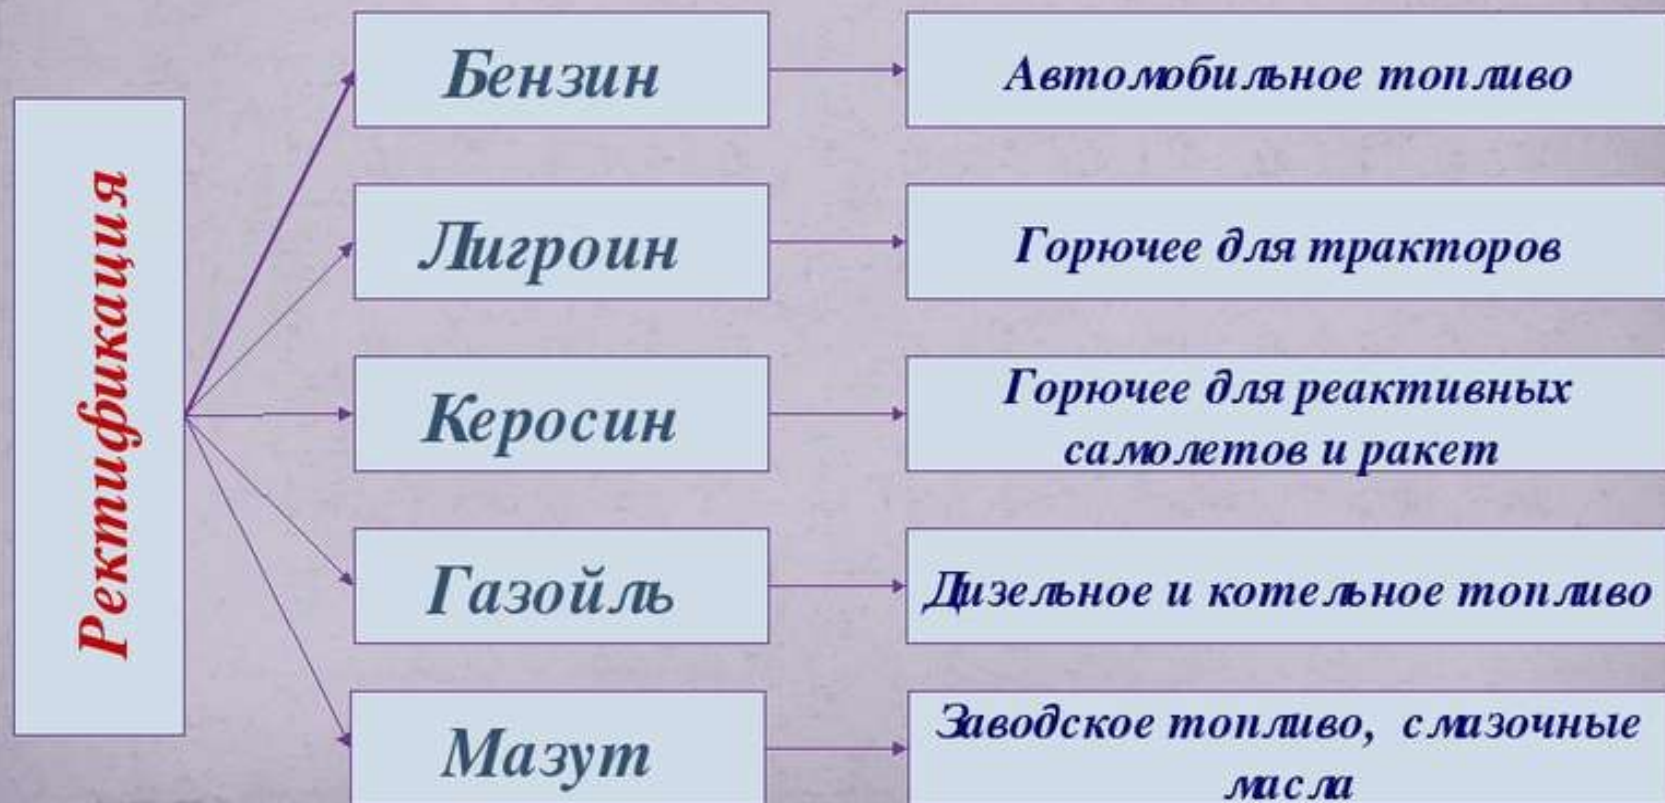 Ректификация
Бензин
Автомобильное топливо
Лигроин
Горючее для тракторов
Керосин
Горючее для реактивных
самолетов и ракет
Газойль
Дизельное и котельное топливо
Мазут
Заводское топливо, смазочные
масла